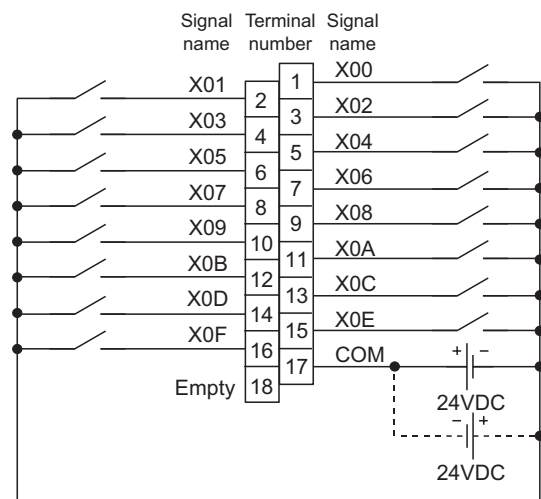 Signal Terminal Signal
name number name
X00
1
X01
2
X02
3
X03
4
X04
5
X05
6
X06
7
X07
8
X08
9
X09
10
X0A
11
X0B
12
X0C
13
X0D
14
X0E
15
X0F
16
COM
17
+ −
Empty 18
24VDC
− +
24VDC